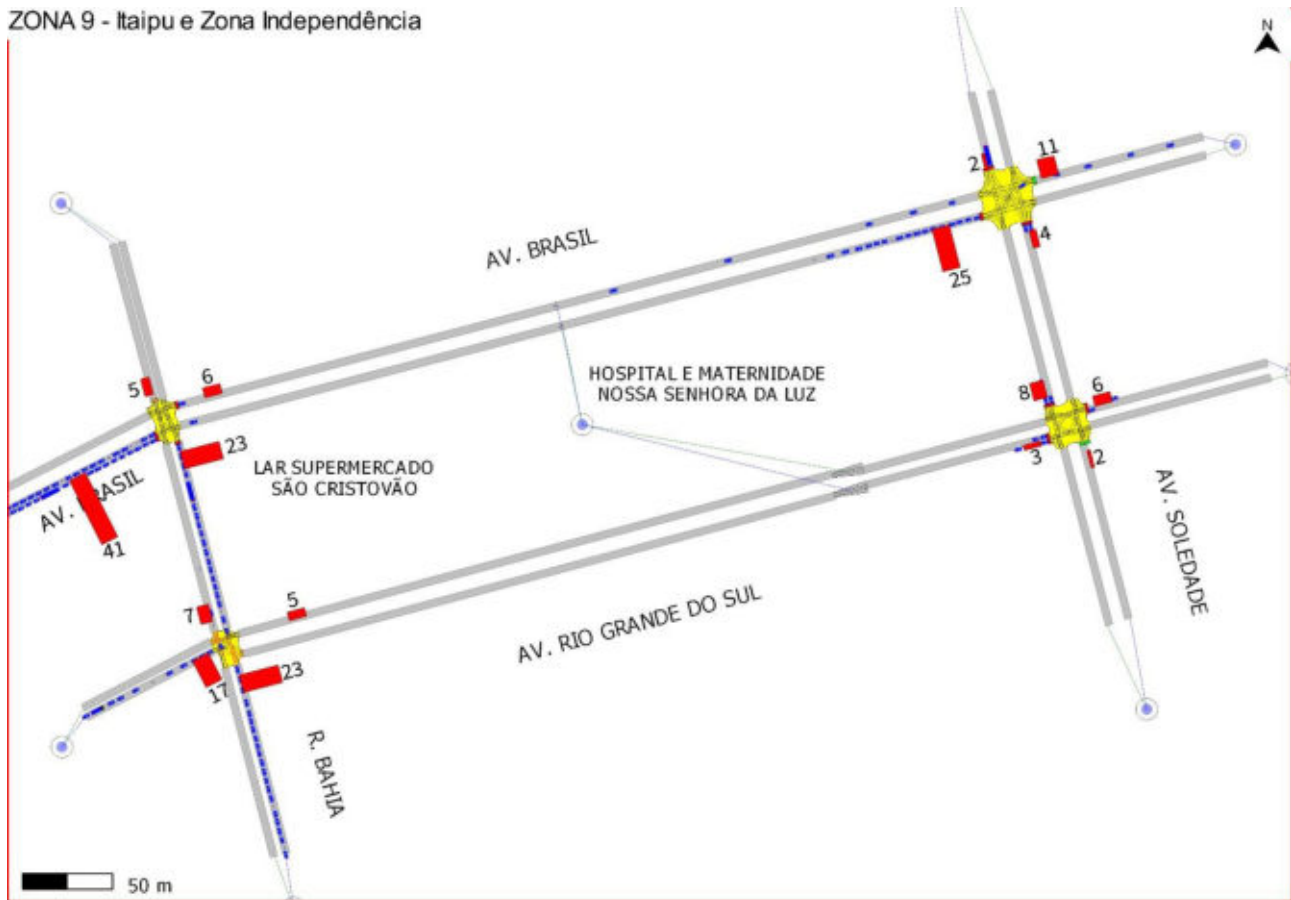 ZONA 9 - Itaipu e Zona Independência
N
2
11
AV. BRASIL
4
25
5
6
HOSPITAL E MATERNIDADE
NOSSA SENHORA DA LUZ
8
6
23
LAR SUPERMERCADO
SÃO CRISTOVÃO
3
2
AV. BRASIL
41
AV. SOLEDADE
7
5
AV. RIO GRANDE DO SUL
17
23
R. BAHIA
50 m